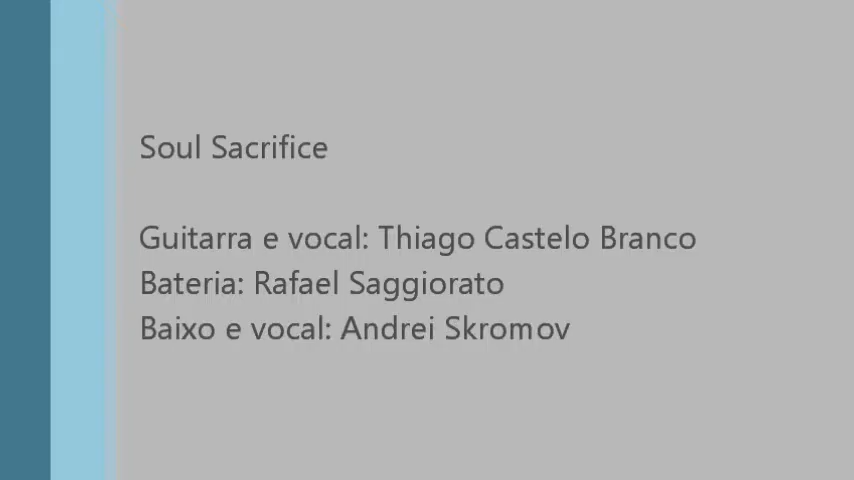 Soul Sacrifice
Guitarra e vocal: Thiago Castelo Branco
Bateria: Rafael Saggiorato
Baixo e vocal: Andrei Skromov